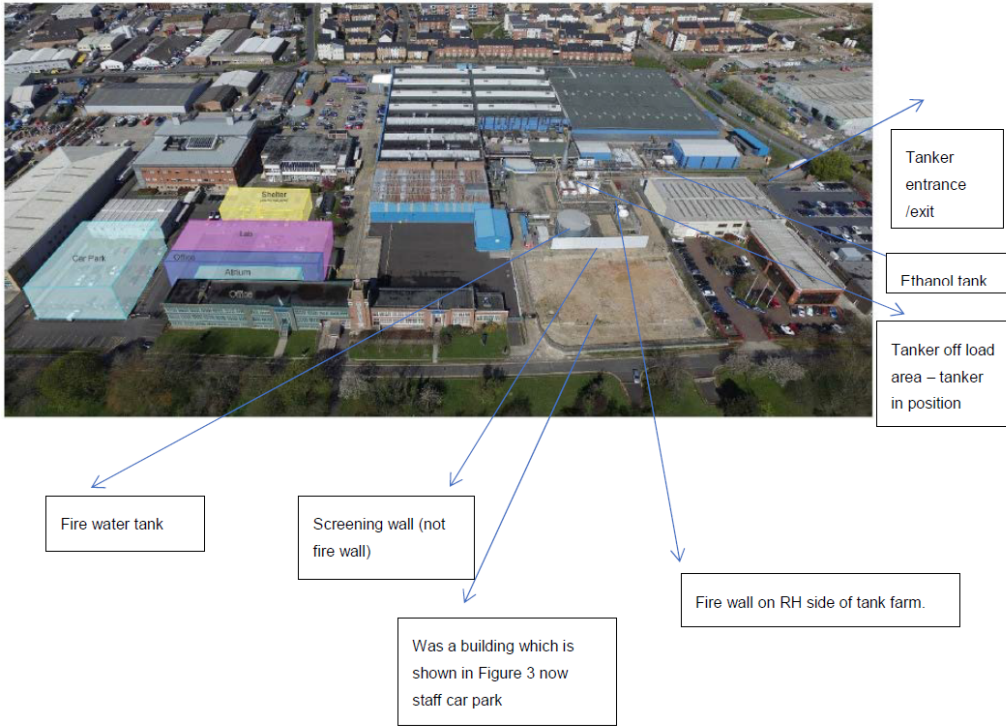 Shelter
Lab
Car Park
Office
Atrium
Office
Tanker
entrance
/exit
Ethanol tank
Tanker off load
area – tanker
in position
Fire water tank
Screening wall (not
fire wall)
Fire wall on RH side of tank farm.
Was a building which is
shown in Figure 3 now
staff car park